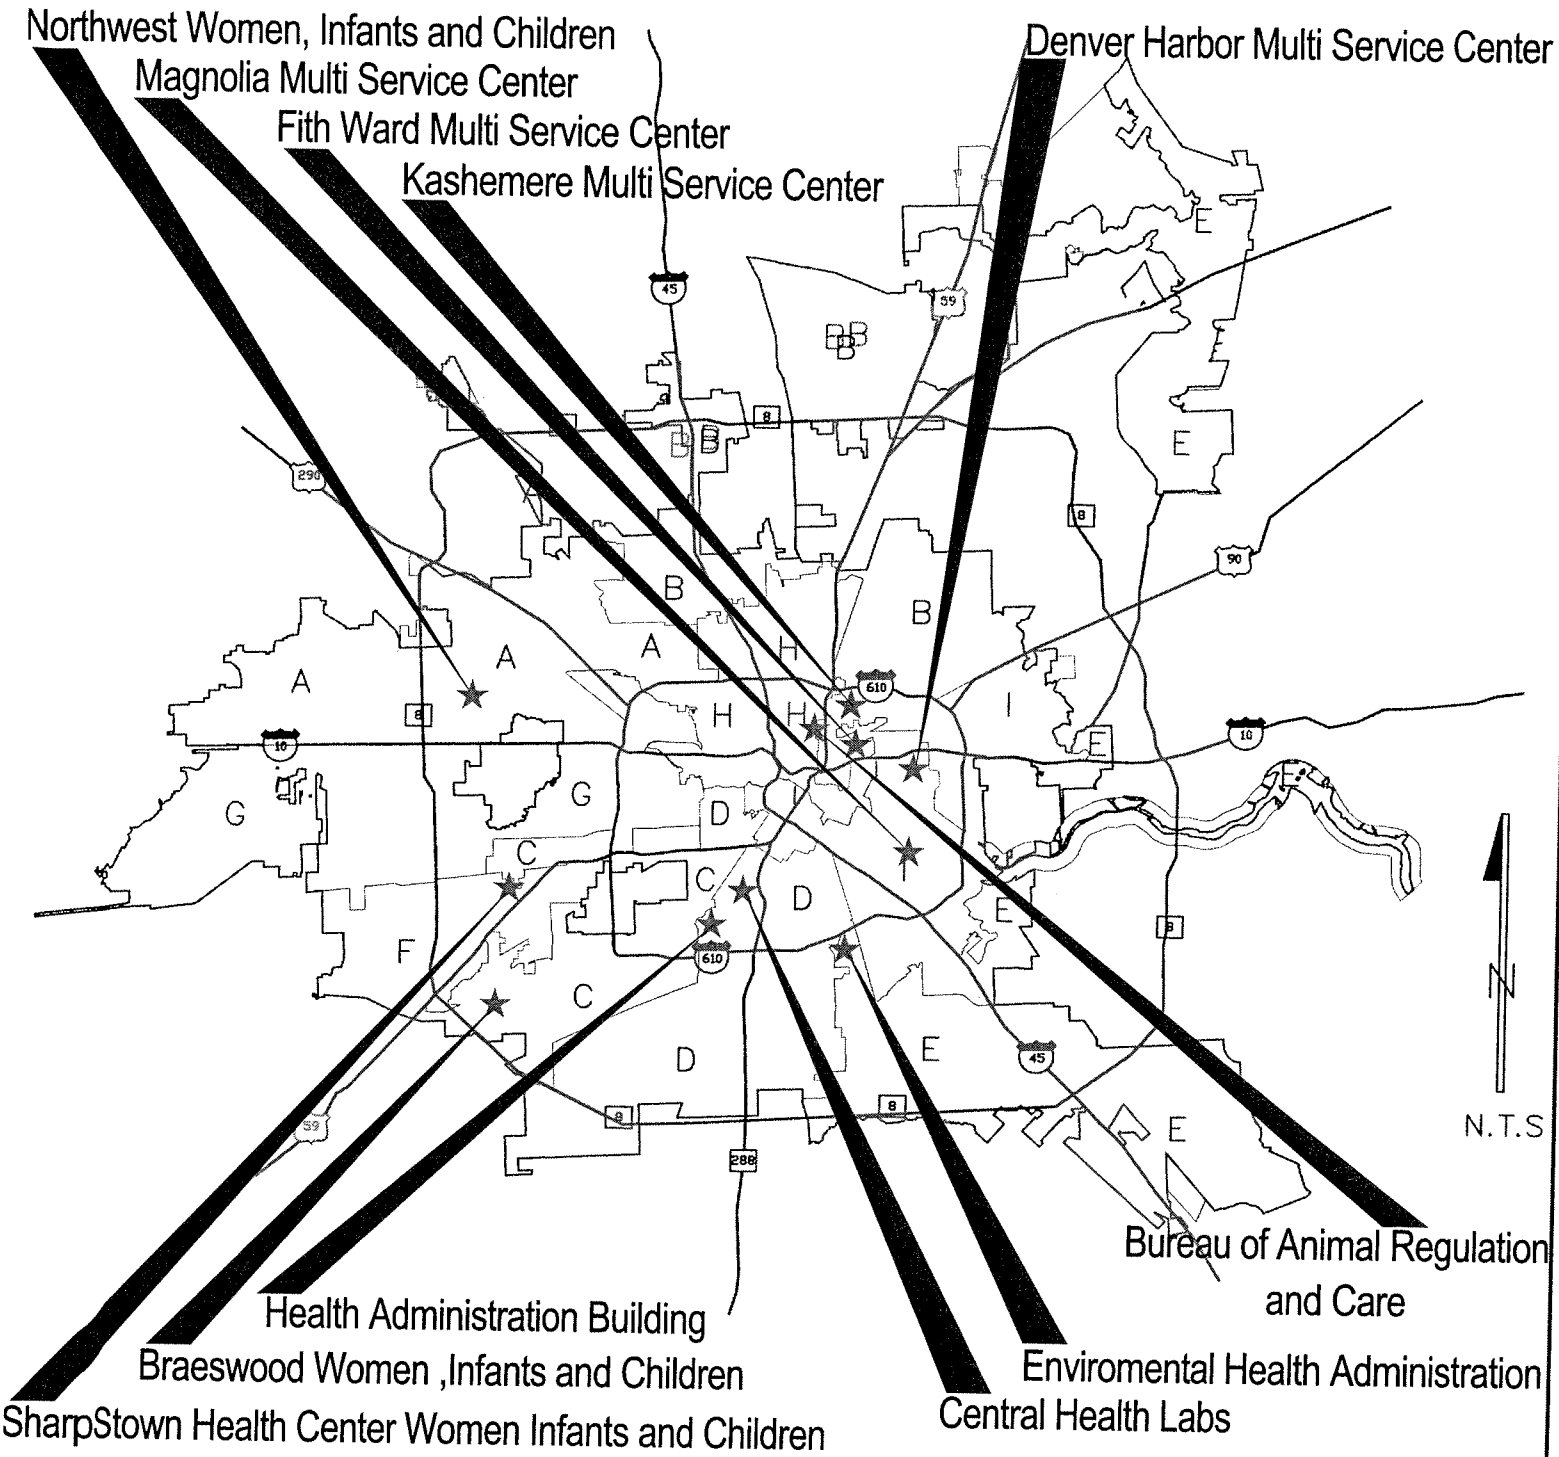 Northwest Women, Infants and Children
Denver Harbor Multi Service Center
Magnolia Multi Service Center
Fith Ward Multi Service Center
Kashemere Multi Service Center
E
45
59
B
B
B
B
8
B
B
E
290
A
8
90
B
B
A
A
H
A
610
H
H
I
8
E
10
10
G
G
D
I
E
C
C
I
D
E
8
F
610
C
N
D
E
45
8
8
59
E
N.T.S
288
E
Bureau of Animal Regulation
and Care
Health Administration Building
Braeswood Women ,Infants and Children
Enviromental Health Administration
Central Health Labs
SharpStown Health Center Women Infants and Children